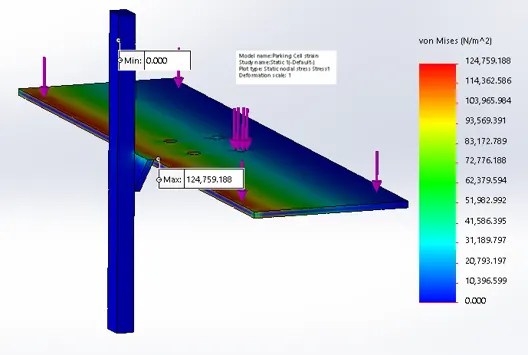 von Mises (N/m^2)
Model name:Parking Cell strain
Study name:Static 1(-Default-)
Plot type: Static nodal stress Stress1
Deformation scale: 1
Min: 0.000
Max: 124,759.188
124,759.188
114,362.586
103,965.984
93,569.391
83,172.789
72,776.188
62,379.594
51,982.992
41,586.395
31,189.797
20,793.197
10,396.599
0.000